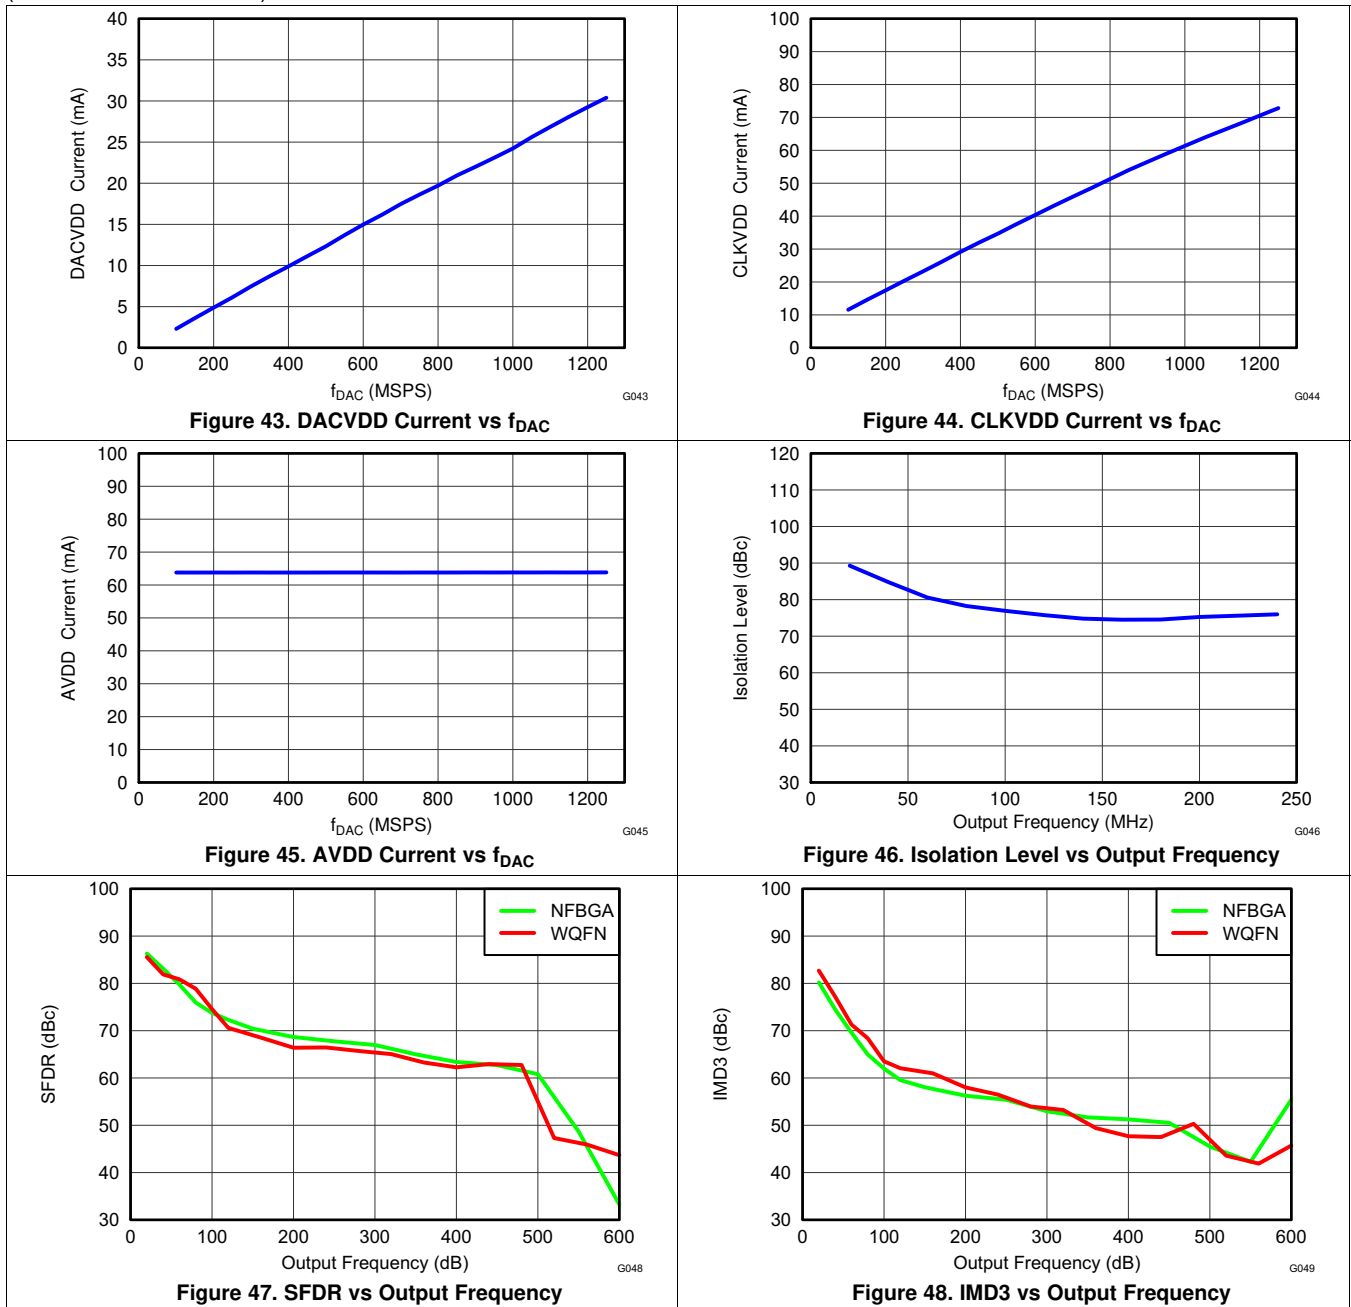 40
35
30
25
20
15
10
5
0
0 200 400 600 800 1000 1200
DACVDD Current (mA)
fDAC (MSPS)
G043
Figure 43. DACVDD Current vs fDAC
100
90
80
70
60
50
40
30
20
10
0
0 200 400 600 800 1000 1200
CLKVDD Current (mA)
fDAC (MSPS)
G044
Figure 44. CLKVDD Current vs fDAC
100
90
80
70
60
50
40
30
20
10
0
0 200 400 600 800 1000 1200
AVDD Current (mA)
fDAC (MSPS)
G045
Figure 45. AVDD Current vs fDAC
120
110
100
90
80
70
60
50
40
30
0 50 100 150 200 250
Isolation Level (dBc)
Output Frequency (MHz)
G046
Figure 46. Isolation Level vs Output Frequency
100
90
80
70
60
50
40
30
0 100 200 300 400 500 600
SFDR (dBc)
NFBGA
WQFN
Output Frequency (dB)
G048
Figure 47. SFDR vs Output Frequency
100
90
80
70
60
50
40
30
0 100 200 300 400 500 600
IMD3 (dBc)
NFBGA
WQFN
Output Frequency (dB)
G049
Figure 48. IMD3 vs Output Frequency